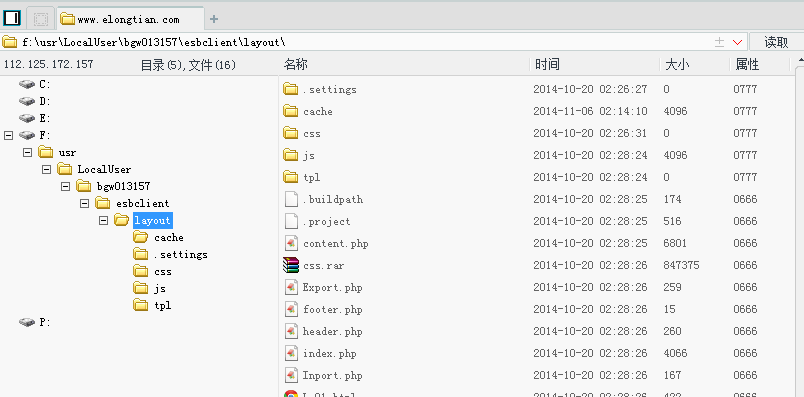 www.elongtian.com
f:\usr\LocalUser\bgw013157\esbclient\layout\
读取
112.125.172.157 目录(5),文件(16) 名称 时间 大小 属性
C:
D:
E:
F:
usr
LocalUser
bgw013157
esbclient
layout
cache
.settings
css
js
tpl
P:
.settings 2014-10-20 02:26:27 0 0777
cache 2014-11-06 02:14:10 4096 0777
css 2014-10-20 02:26:31 0 0777
js 2014-10-20 02:28:24 4096 0777
tpl 2014-10-20 02:28:24 0 0777
.buildpath 2014-10-20 02:28:25 174 0666
.project 2014-10-20 02:28:25 516 0666
content.php 2014-10-20 02:28:25 6801 0666
css.rar 2014-10-20 02:28:26 847375 0666
Export.php 2014-10-20 02:28:26 259 0666
footer.php 2014-10-20 02:28:26 15 0666
header.php 2014-10-20 02:28:26 260 0666
index.php 2014-10-20 02:28:26 4066 0666
Inport.php 2014-10-20 02:28:26 167 0666